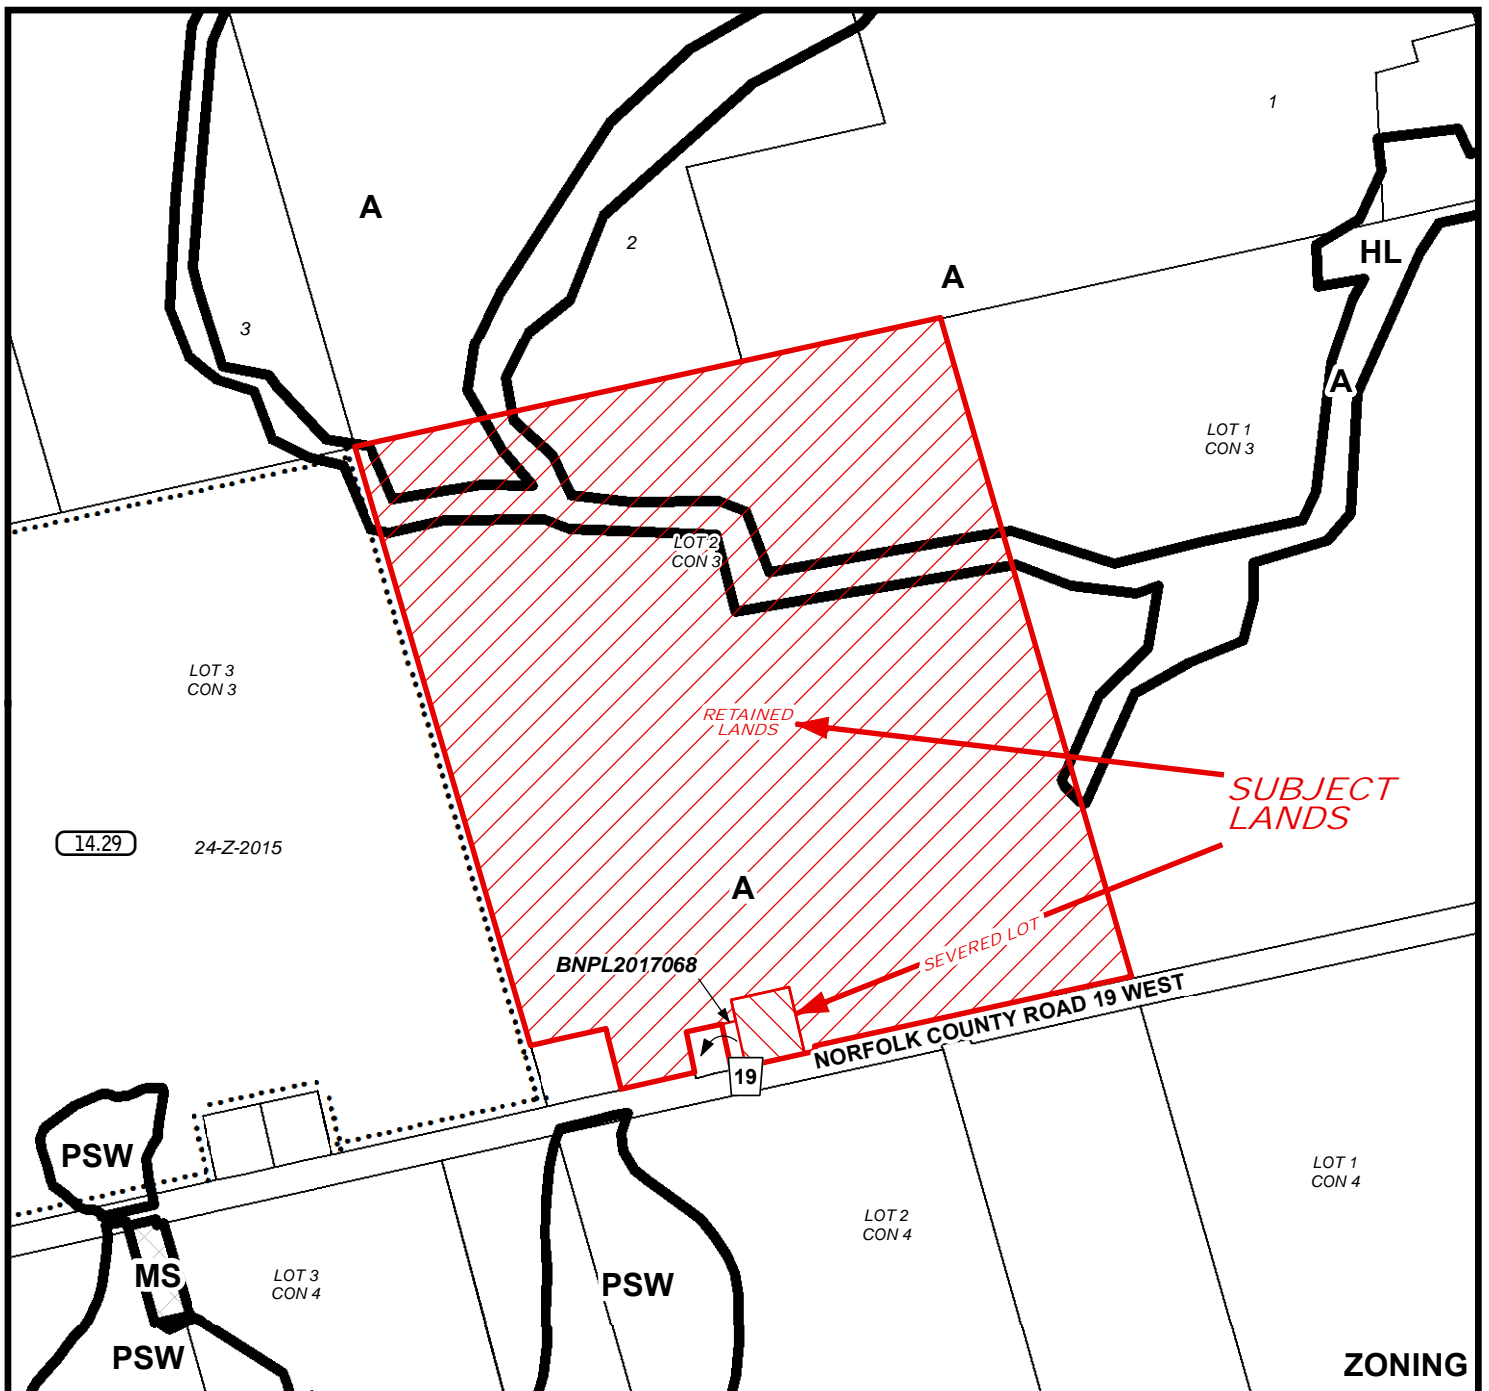 1
A
2
HL
A
3
A
LOT 1
CON 3
LOT 2
CON 3
LOT 3
CON 3
RETAINED
LANDS
SUBJECT
LANDS
14.29
24-Z-2015
A
SEVERED LOT
BNPL2017068
NORFOLK COUNTY ROAD 19 WEST
19
PSW
LOT 1
CON 4
LOT 2
CON 4
MS
LOT 3
CON 4
PSW
PSW
ZONING